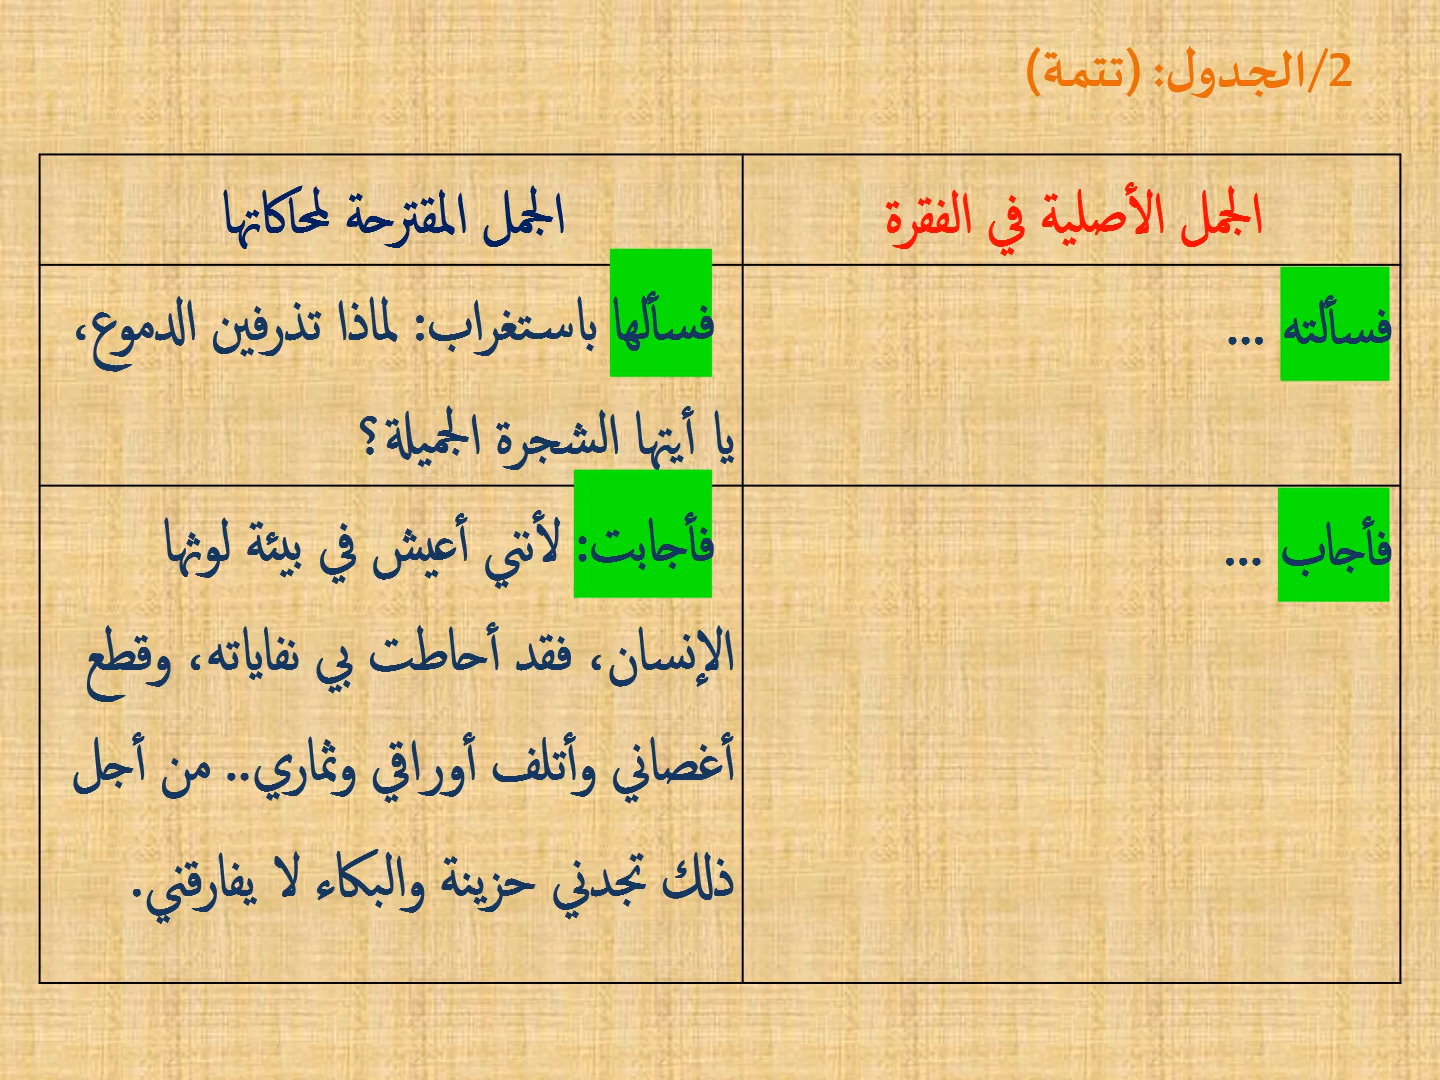 2/الجدول: (تتمة)
الجمل الأصلية في الفقرة
الجمل المقترحة لمحاكاتها
فسألته ...
فسألها باستغراب: لماذا تذرفين الدموع،
يا أيتها الشجرة الجميلة؟
فأجاب ...
فأجابت: لأنني أعيش في بيئة لوثها
الإنسان، فقد أحاطت بي نفاياته، وقطع
أغصاني وأتلف أوراقي وثماري.. من أجل
ذلك تجدني حزينة والبكاء لا يفارقني.